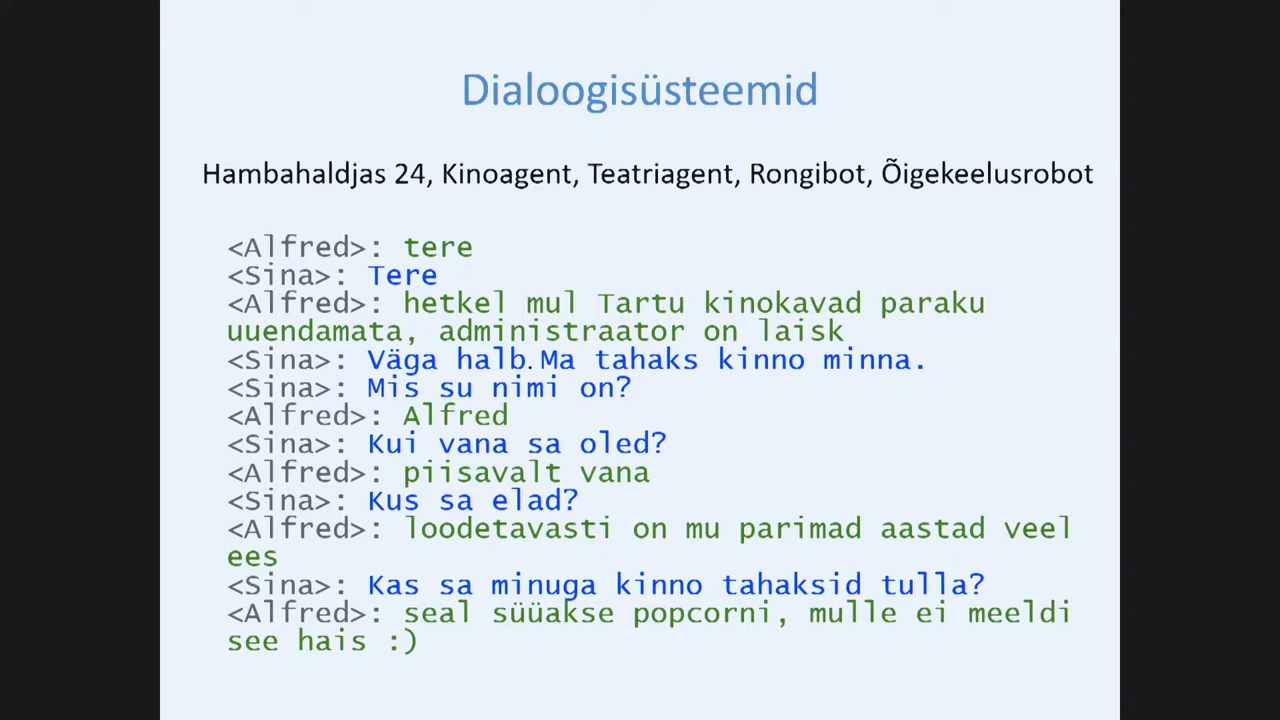 Dialoogisüsteemid
Hambahaldjas 24, Kinoagent, Teatriagent, Rongibot, Õigekeelusrobot
<Alfred>: tere
<Sina>: Tere
<Alfred>: hetkel mul Tartu kinokavad paraku
uuendamata, administraator on laisk
<Sina>: Väga halb. Ma tahaks kinno minna.
<Sina>: Mis su nimi on?
<Alfred>: Alfred
<Sina>: Kui vana sa oled?
<Alfred>: piisavalt vana
<Sina>: Kus sa elad?
<Alfred>: loodetavasti on mu parimad aastad veel
ees
<Sina>: Kas sa minuga kinno tahaksid tulla?
<Alfred>: seal süüakse popcorni, mulle ei meeldi
see hais :)